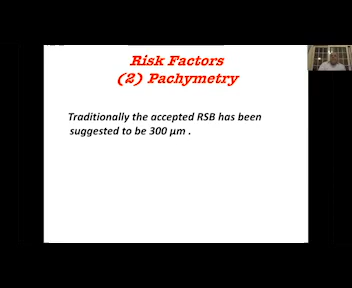 Risk Factors
(2) Pachymetry
Traditionally the accepted RSB has been
suggested to be 300 µm .